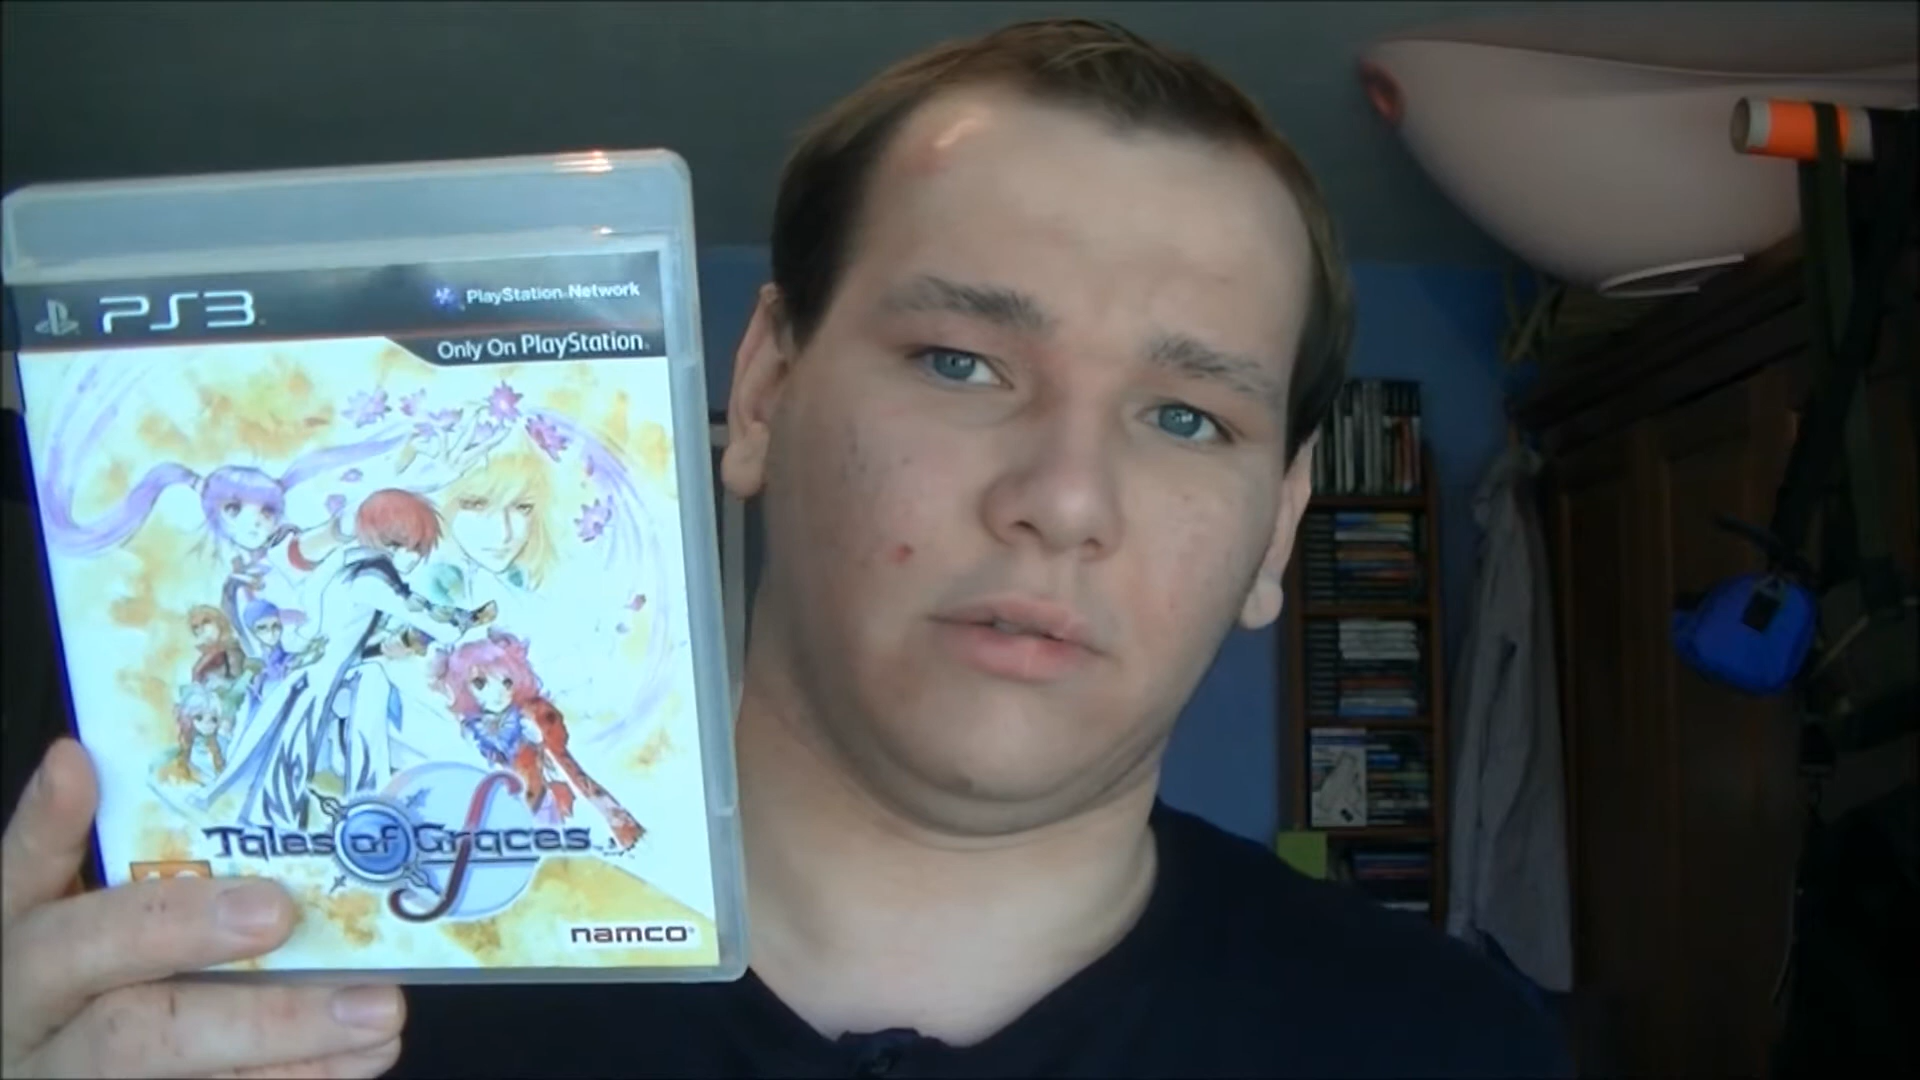 PS3
PlayStation Network
Only On PlayStation
Tales of Graces f
namco